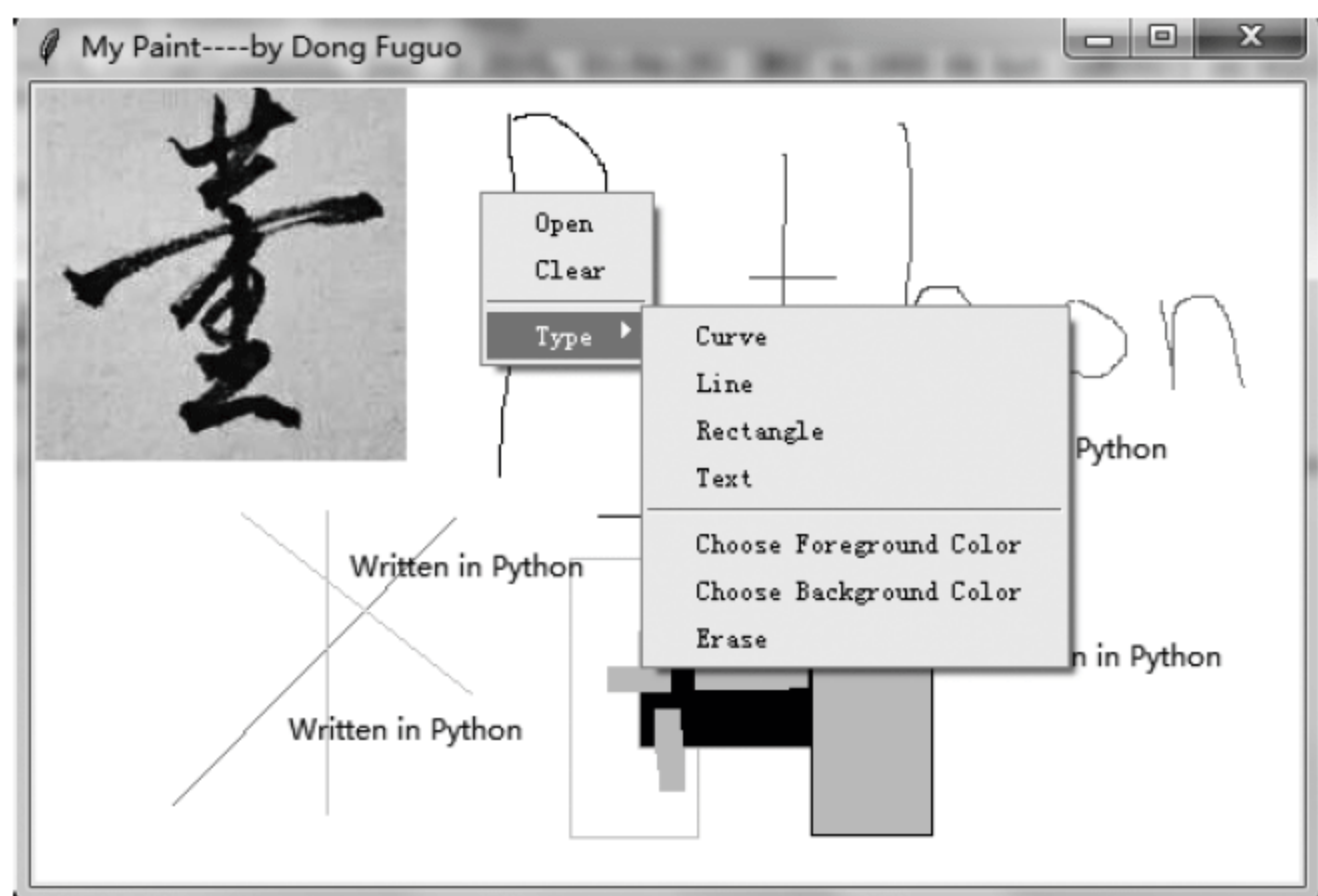 My Paint----by Dong Fuguo
董
Open
Clear
Type
Curve
Line
Rectangle
Text
Choose Foreground Color
Choose Background Color
Erase
Python
Written in Python
n in Python
Written in Python